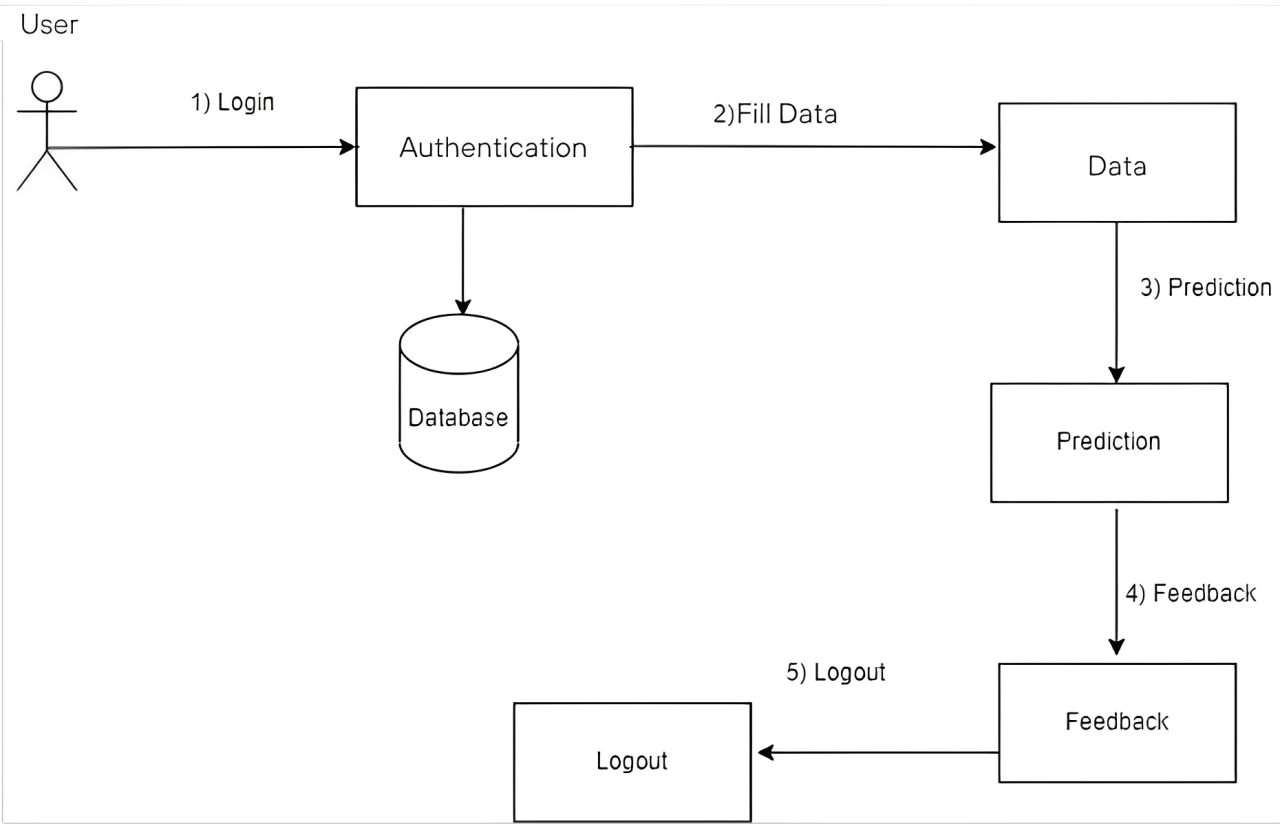 User
1) Login
Authentication
2)Fill Data
Data
3) Prediction
Database
Prediction
4) Feedback
5) Logout
Feedback
Logout